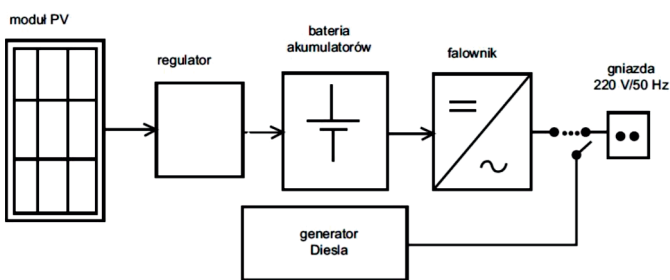 moduł PV
regulator
bateria
akumulatorów
falownik
gniazda
220 V/50 Hz
generator
Diesla